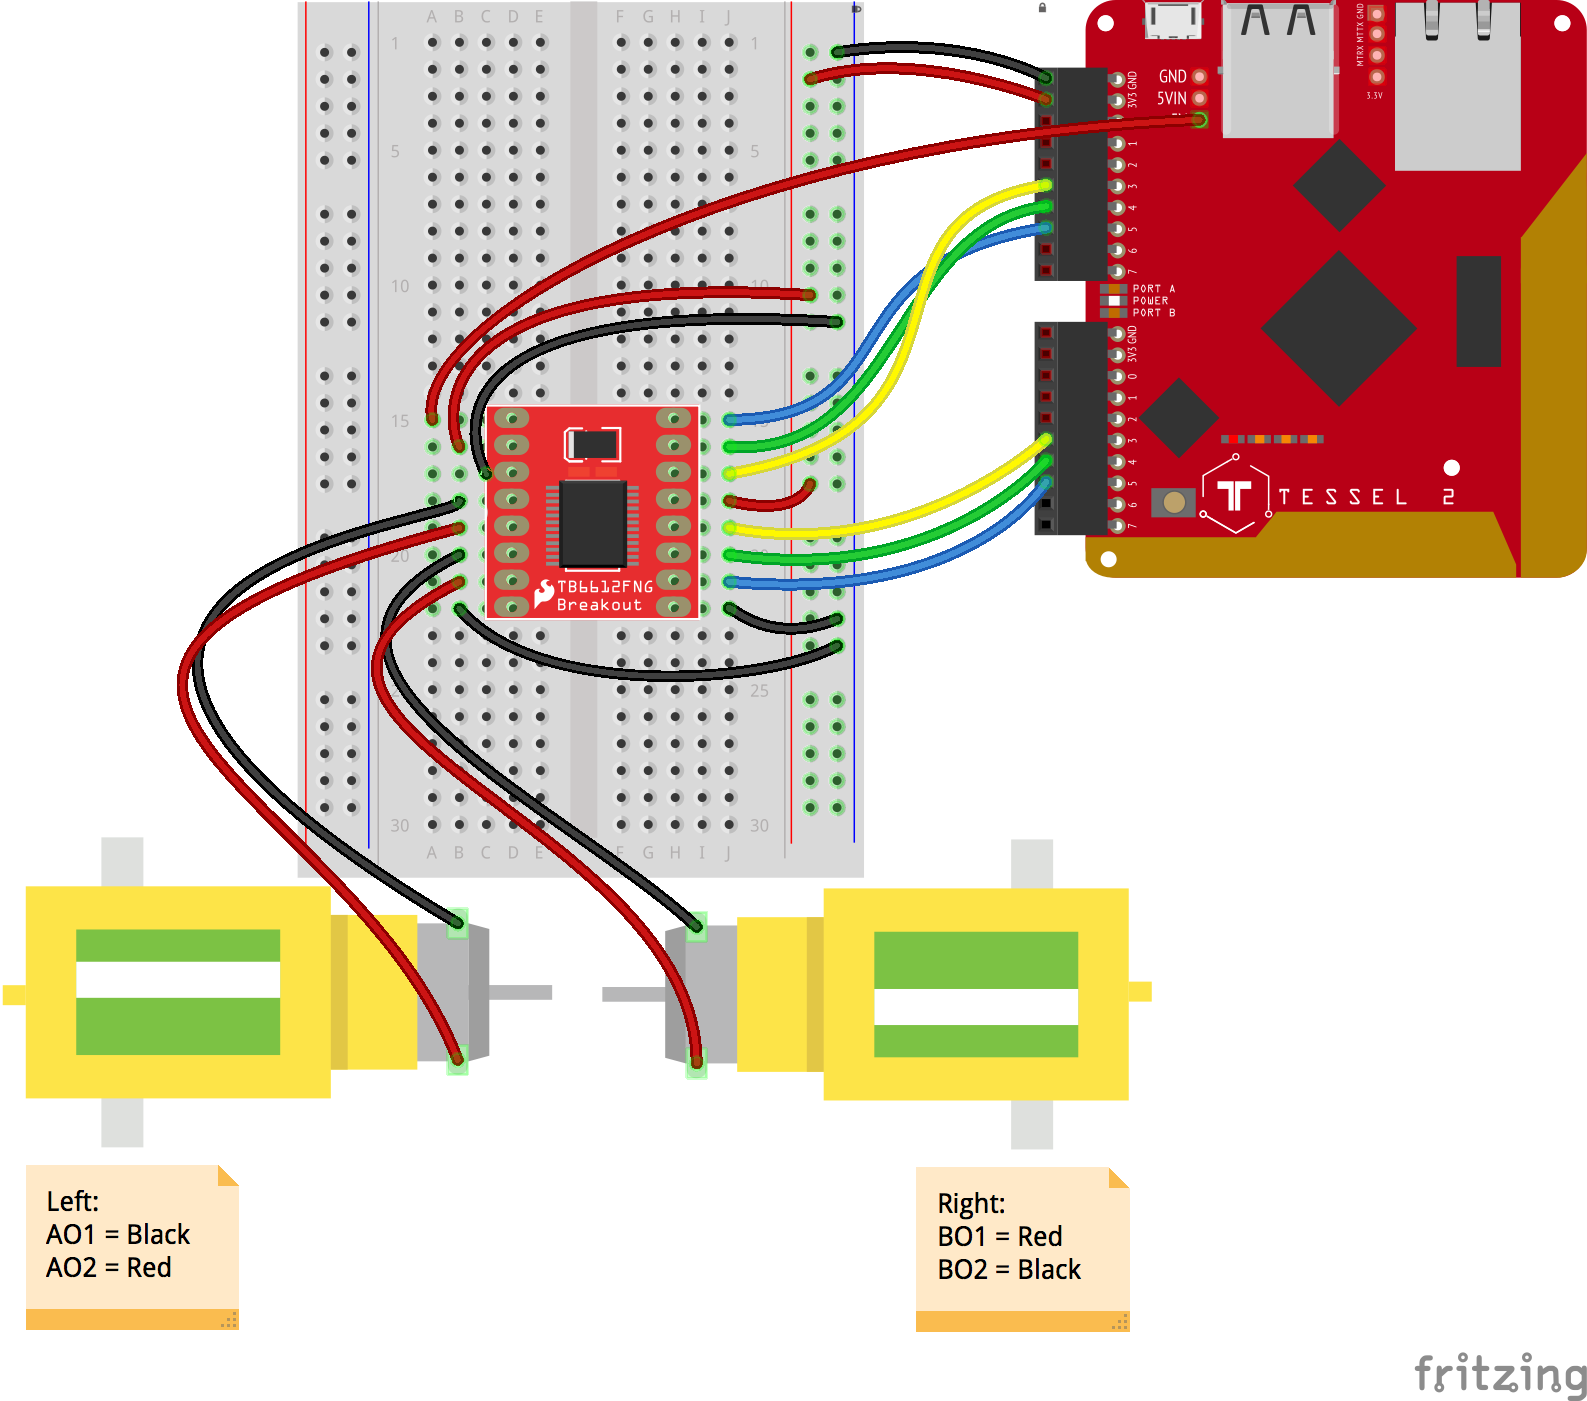 A B C D E F G H I J
1 1
5 5
10 10
15
20
25
30 30
A B C D E F G H I J
MTRX MTTX GND
3.3V
GND
5VIN
GND
3V3
1
2
3
4
5
6
7
PORT A
POWER
PORT B
GND
3V3
0
1
2
3
4
5
6
7
TESSEL 2
TB6612FNG
Breakout
Left:
AO1 = Black
AO2 = Red
Right:
BO1 = Red
BO2 = Black
fritzing